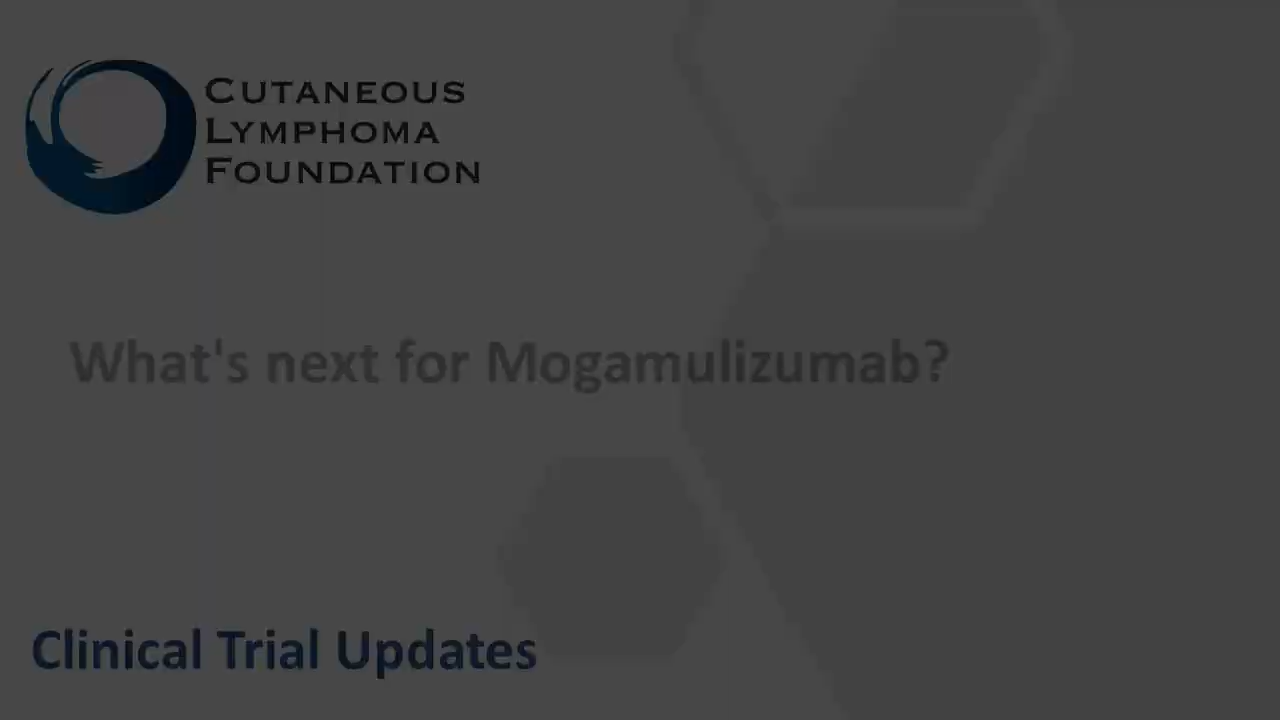 CUTANEOUS
LYMPHOMA
FOUNDATION
What's next for Mogamulizumab?
Clinical Trial Updates